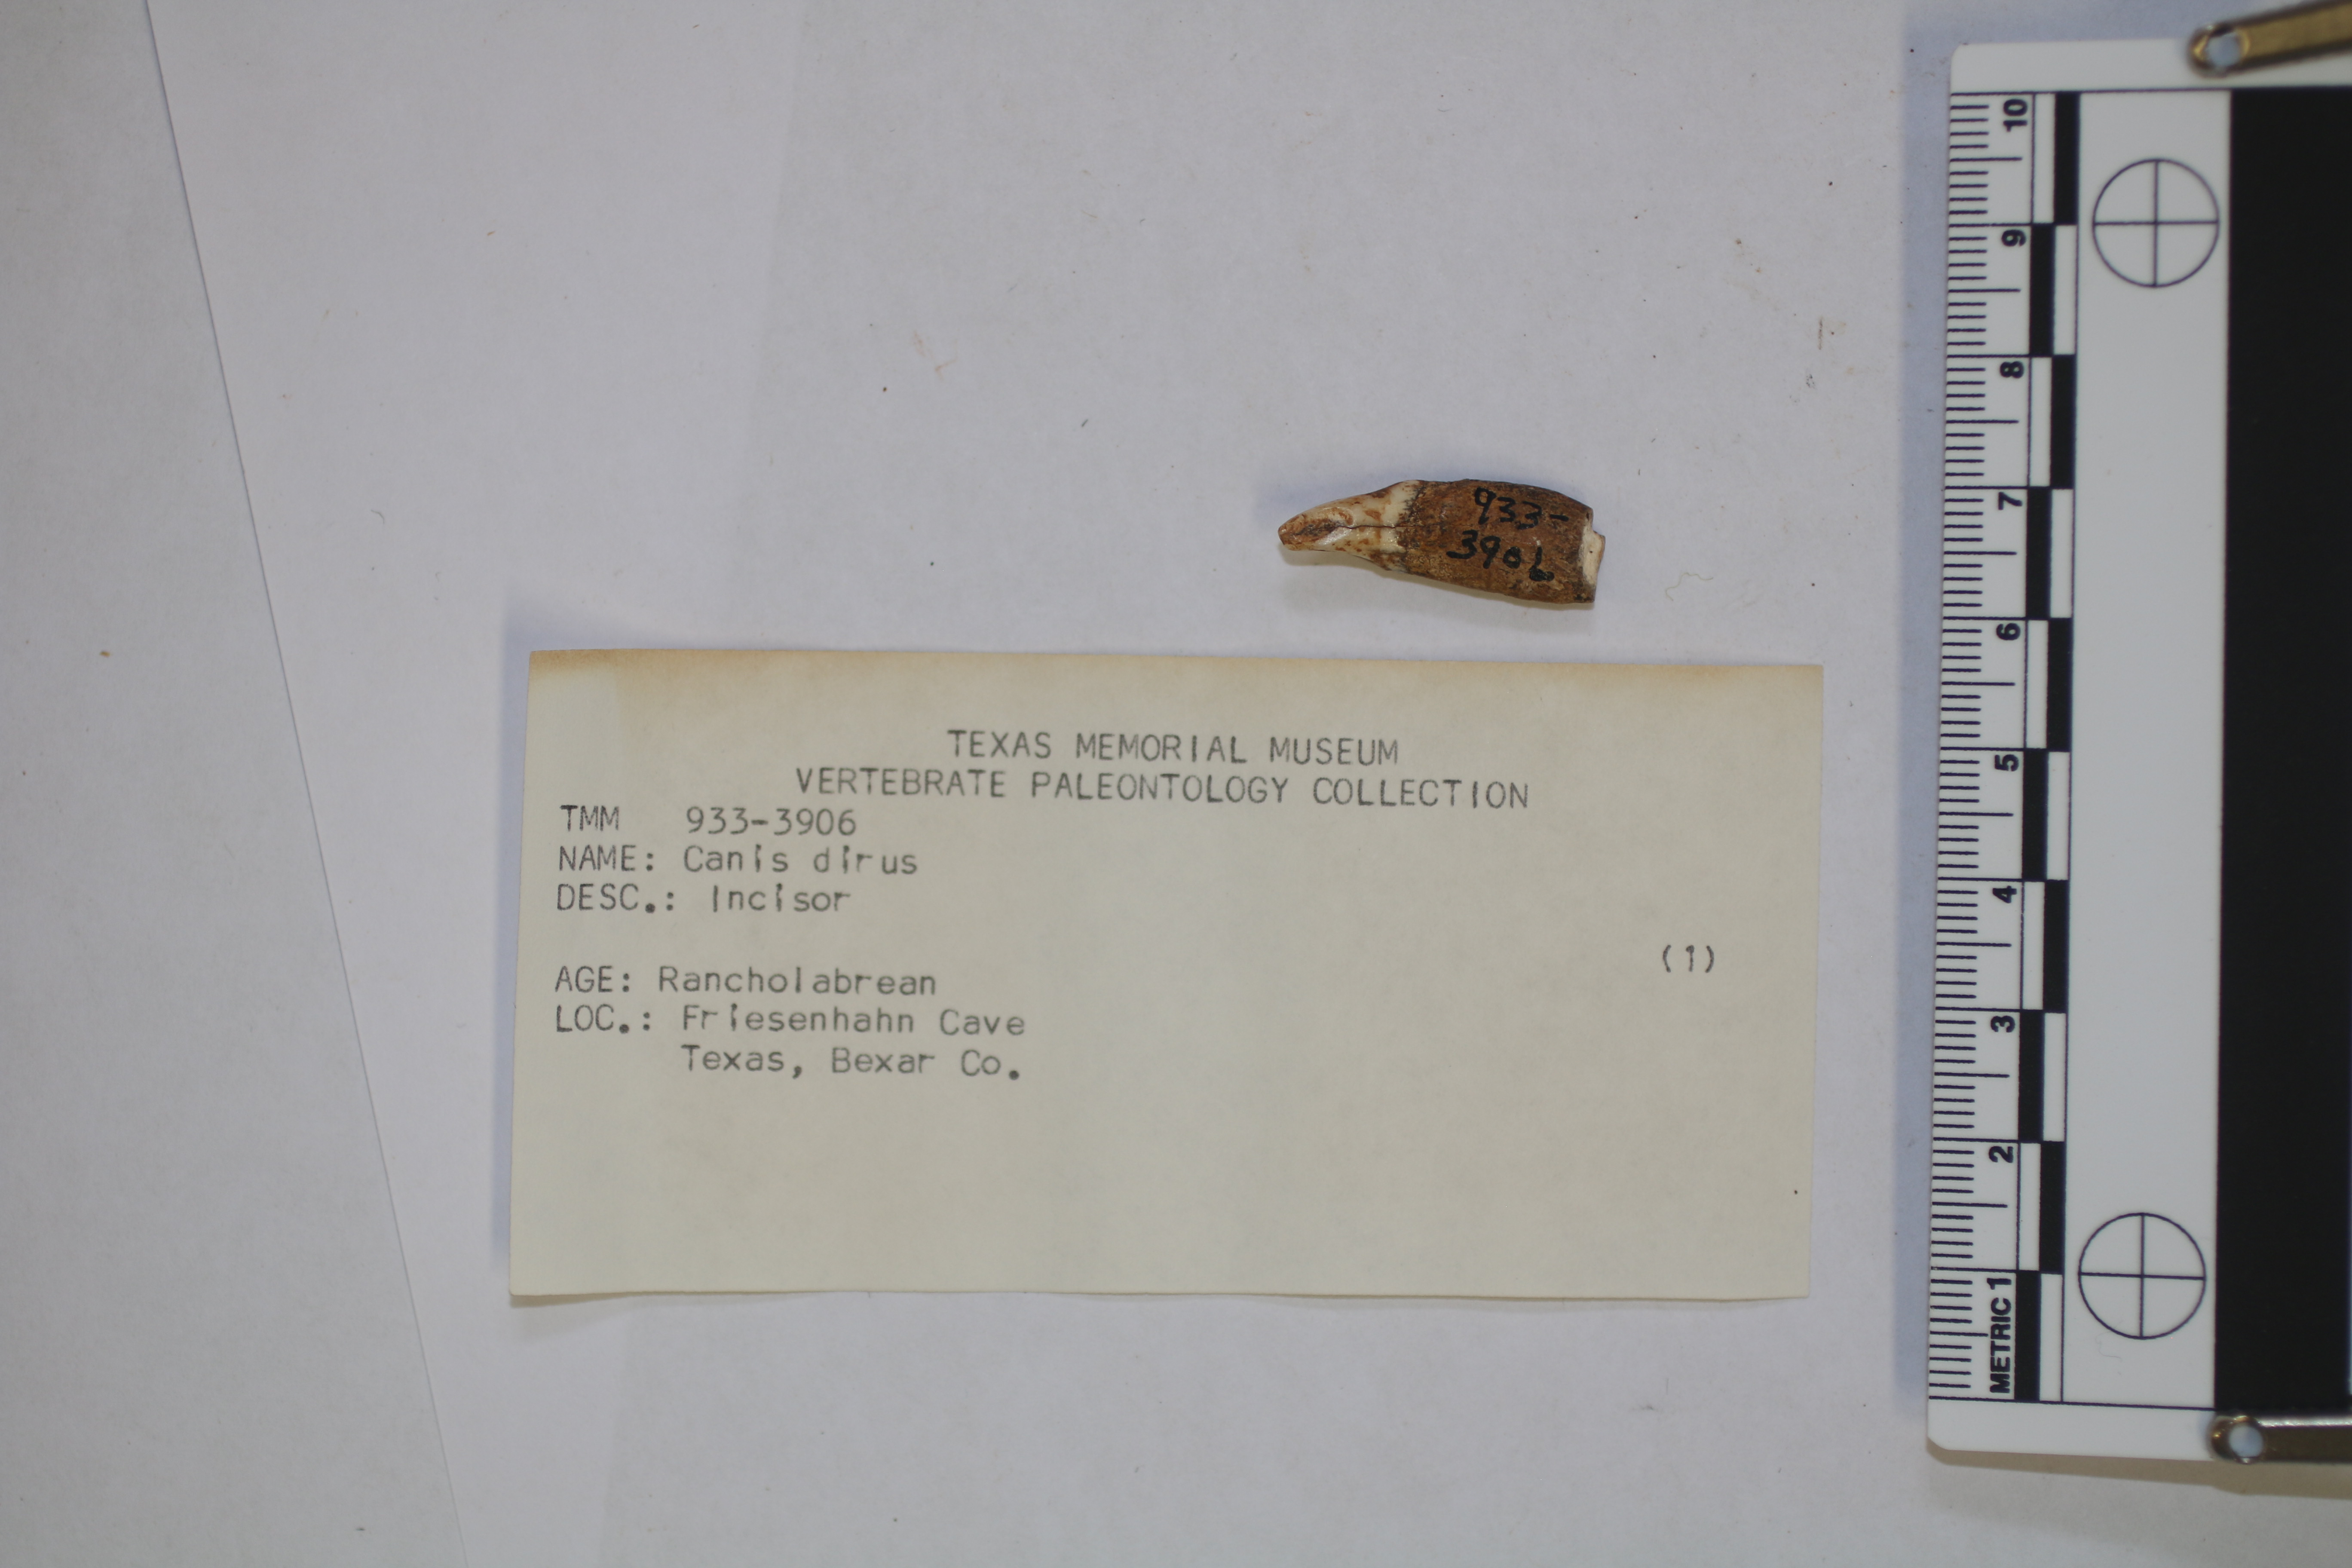 TEXAS MEMORIAL MUSEUM
VERTEBRATE PALEONTOLOGY COLLECTION
TMM 933-3906
NAME: Canis dirus
DESC.: Incisor
(1)
AGE: Rancholabrean
LOC.: Friesenhahn Cave
Texas, Bexar Co.
933-
3906
METRIC 1 2 3 4 5 6 7 8 9 10